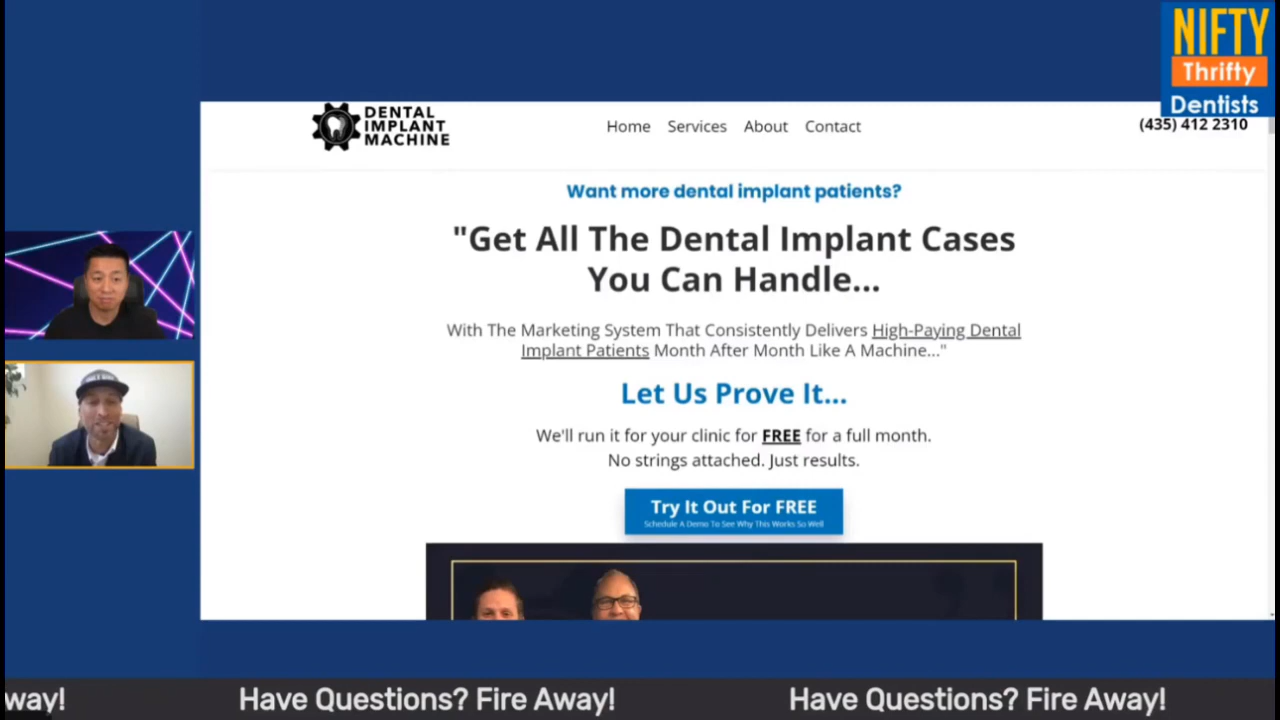 NIFTY
Thrifty
Dentists
DENTAL
IMPLANT
MACHINE
Home Services About Contact
(435) 412 2310
Want more dental implant patients?
"Get All The Dental Implant Cases
You Can Handle...
With The Marketing System That Consistently Delivers High-Paying Dental
Implant Patients Month After Month Like A Machine..."
Let Us Prove It...
We'll run it for your clinic for FREE for a full month.
No strings attached. Just results.
Try It Out For FREE
Schedule A Demo To See Why This Works So Well
way! Have Questions? Fire Away! Have Questions? Fire Away!